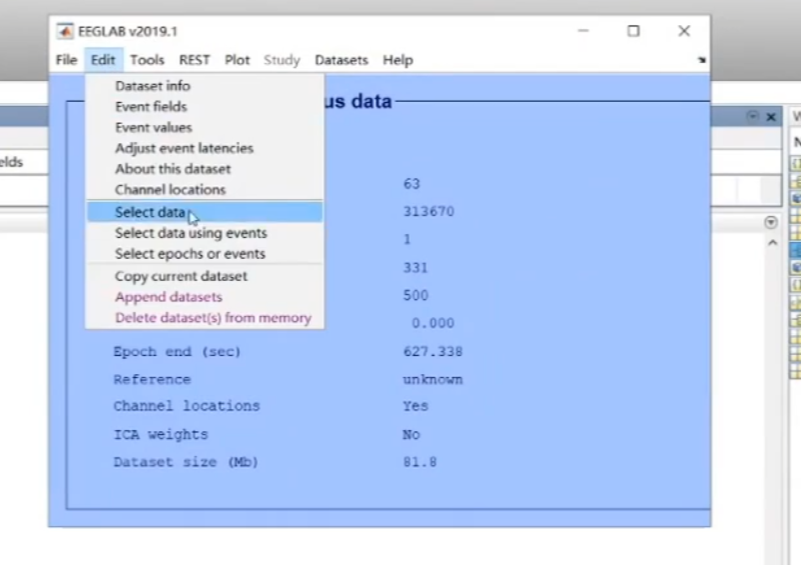 EEGLAB v2019.1
File Edit Tools REST Plot Study Datasets Help
Dataset info
Event fields
Event values
Adjust event latencies
About this dataset
Channel locations
Select data
Select data using events
Select epochs or events
Copy current dataset
Append datasets
Delete dataset(s) from memory
us data
elds
63
313670
1
331
500
0.000
Epoch end (sec) 627.338
Reference unknown
Channel locations Yes
ICA weights No
Dataset size (Mb) 81.8